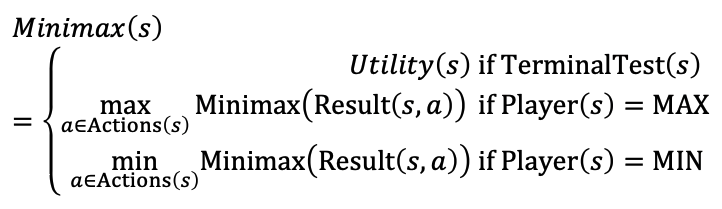 Minimax(s)
= { Utility(s) if TerminalTest(s)
max a∈Actions(s) Minimax(Result(s, a)) if Player(s) = MAX
min a∈Actions(s) Minimax(Result(s, a)) if Player(s) = MIN